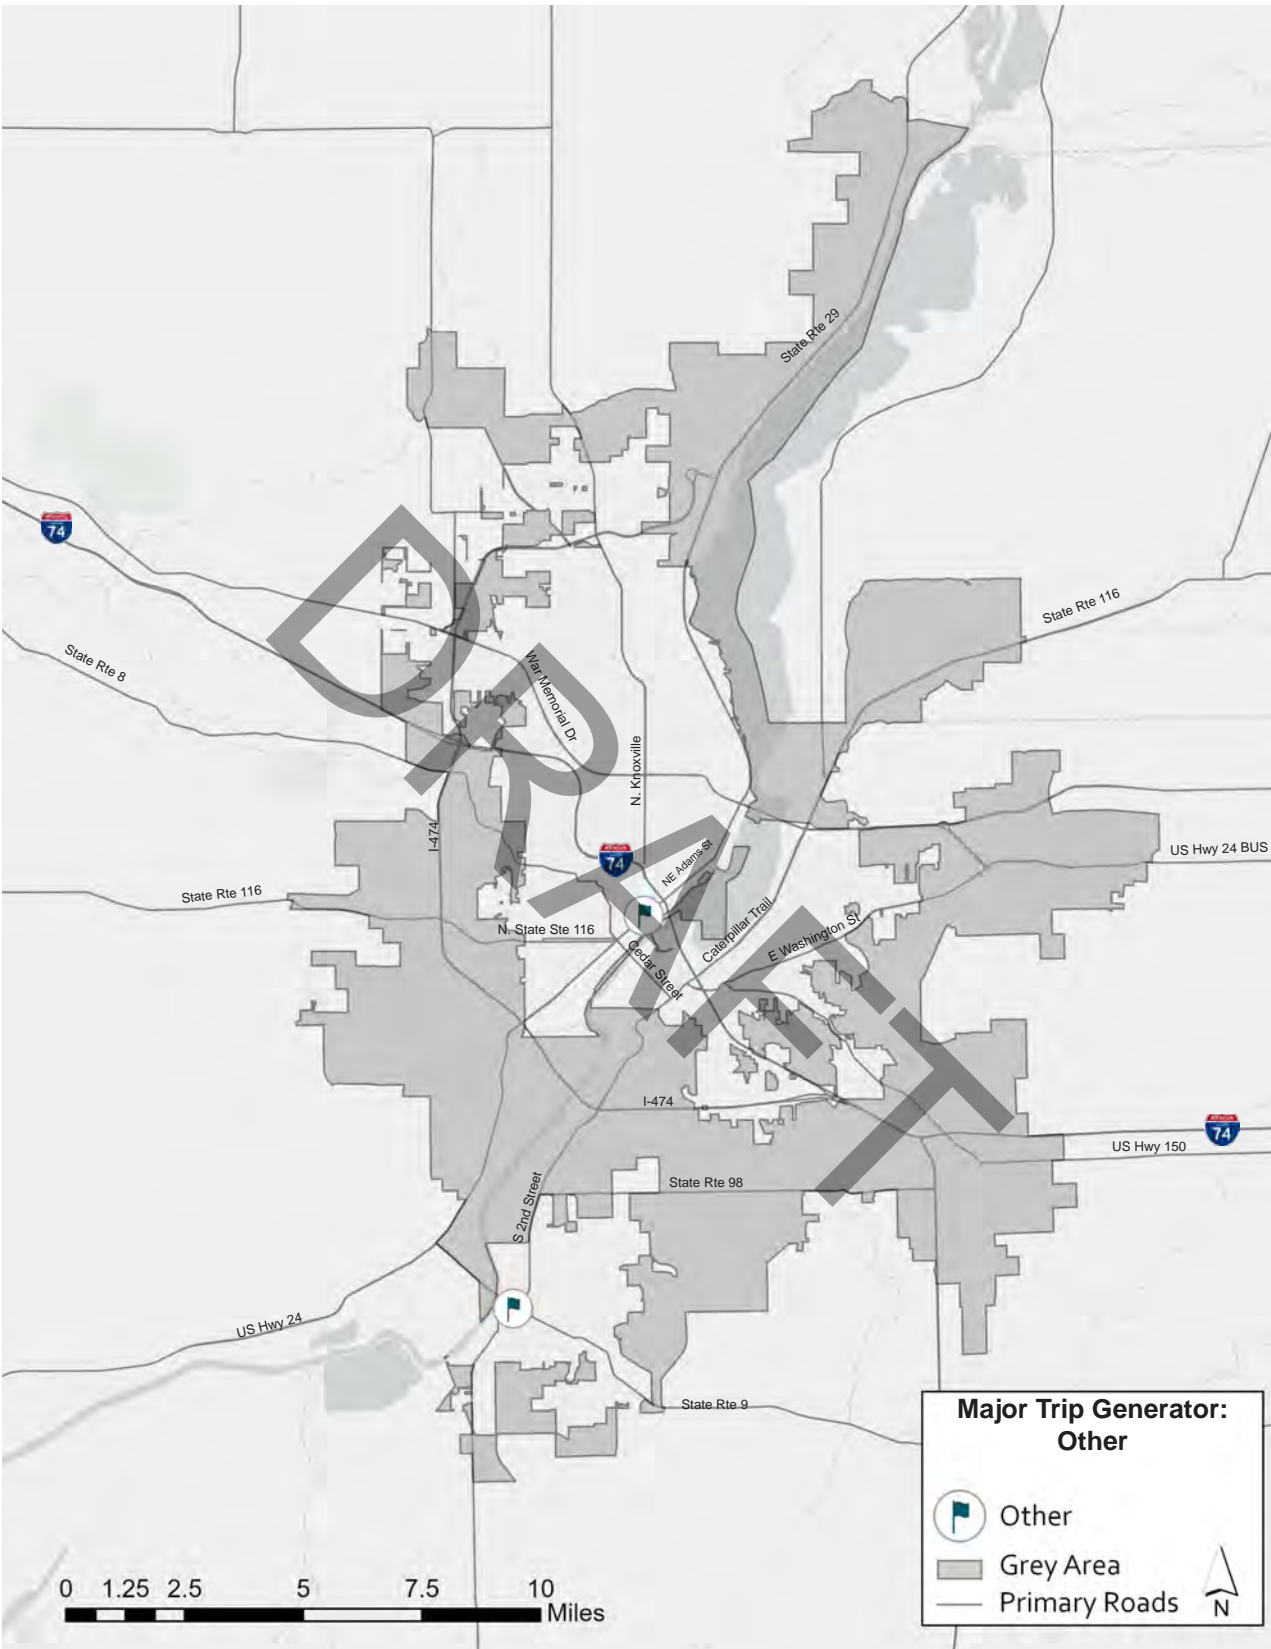 State Rte 29
74
State Rte 116
State Rte 8
War Memorial Dr
N. Knoxville
I-474
74
NE Adams St
US Hwy 24 BUS
State Rte 116
N. State Ste 116
Cedar Street
Caterpillar Trail
E Washington St
DRAFT
I-474
74
US Hwy 150
State Rte 98
S 2nd Street
US Hwy 24
State Rte 9
Major Trip Generator:
Other
Other
Grey Area
Primary Roads
N
0 1.25 2.5 5 7.5 10
Miles